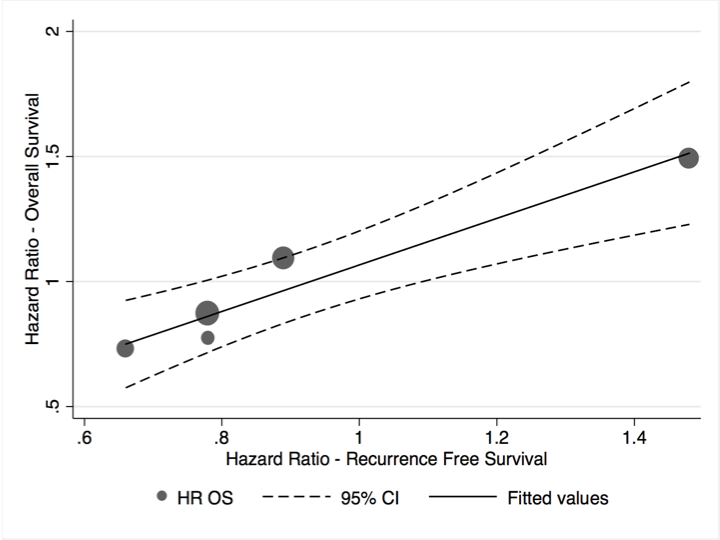 Hazard Ratio - Overall Survival
2
1.5
1
.5
.6
.8
1
1.2
1.4
Hazard Ratio - Recurrence Free Survival
HR OS
95% CI
Fitted values